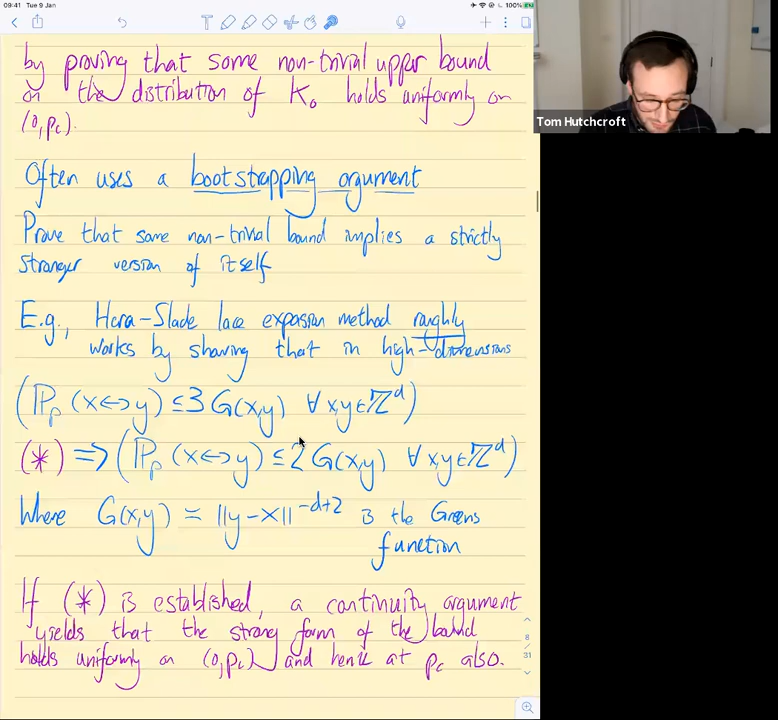 09:41 Tue 9 Jan
100%
by proving that some non-trivial upper bound
on the distribution of K₀ holds uniformly on
(0,pc).
Often uses a bootstrapping argument
Prove that some non-trivial bound implies a strictly
stronger version of itself
E.g., Hara-Slade lace expansion method roughly
works by showing that in high-dimensions
(ℙp (x↔y) ≤ 3 G(x,y) ∀ x,y ∈ ℤᵈ)
(*) ⇒ (ℙp (x↔y) ≤ 2 G(x,y) ∀ x,y ∈ ℤᵈ)
Where G(x,y) ≍ ||y-x||^{-d+2} is the Greens
function
If (*) is established, a continuity argument
yields that the strong form of the bound
holds uniformly on (0,pc) and hence at pc also.
8
/
31
Tom Hutchcroft